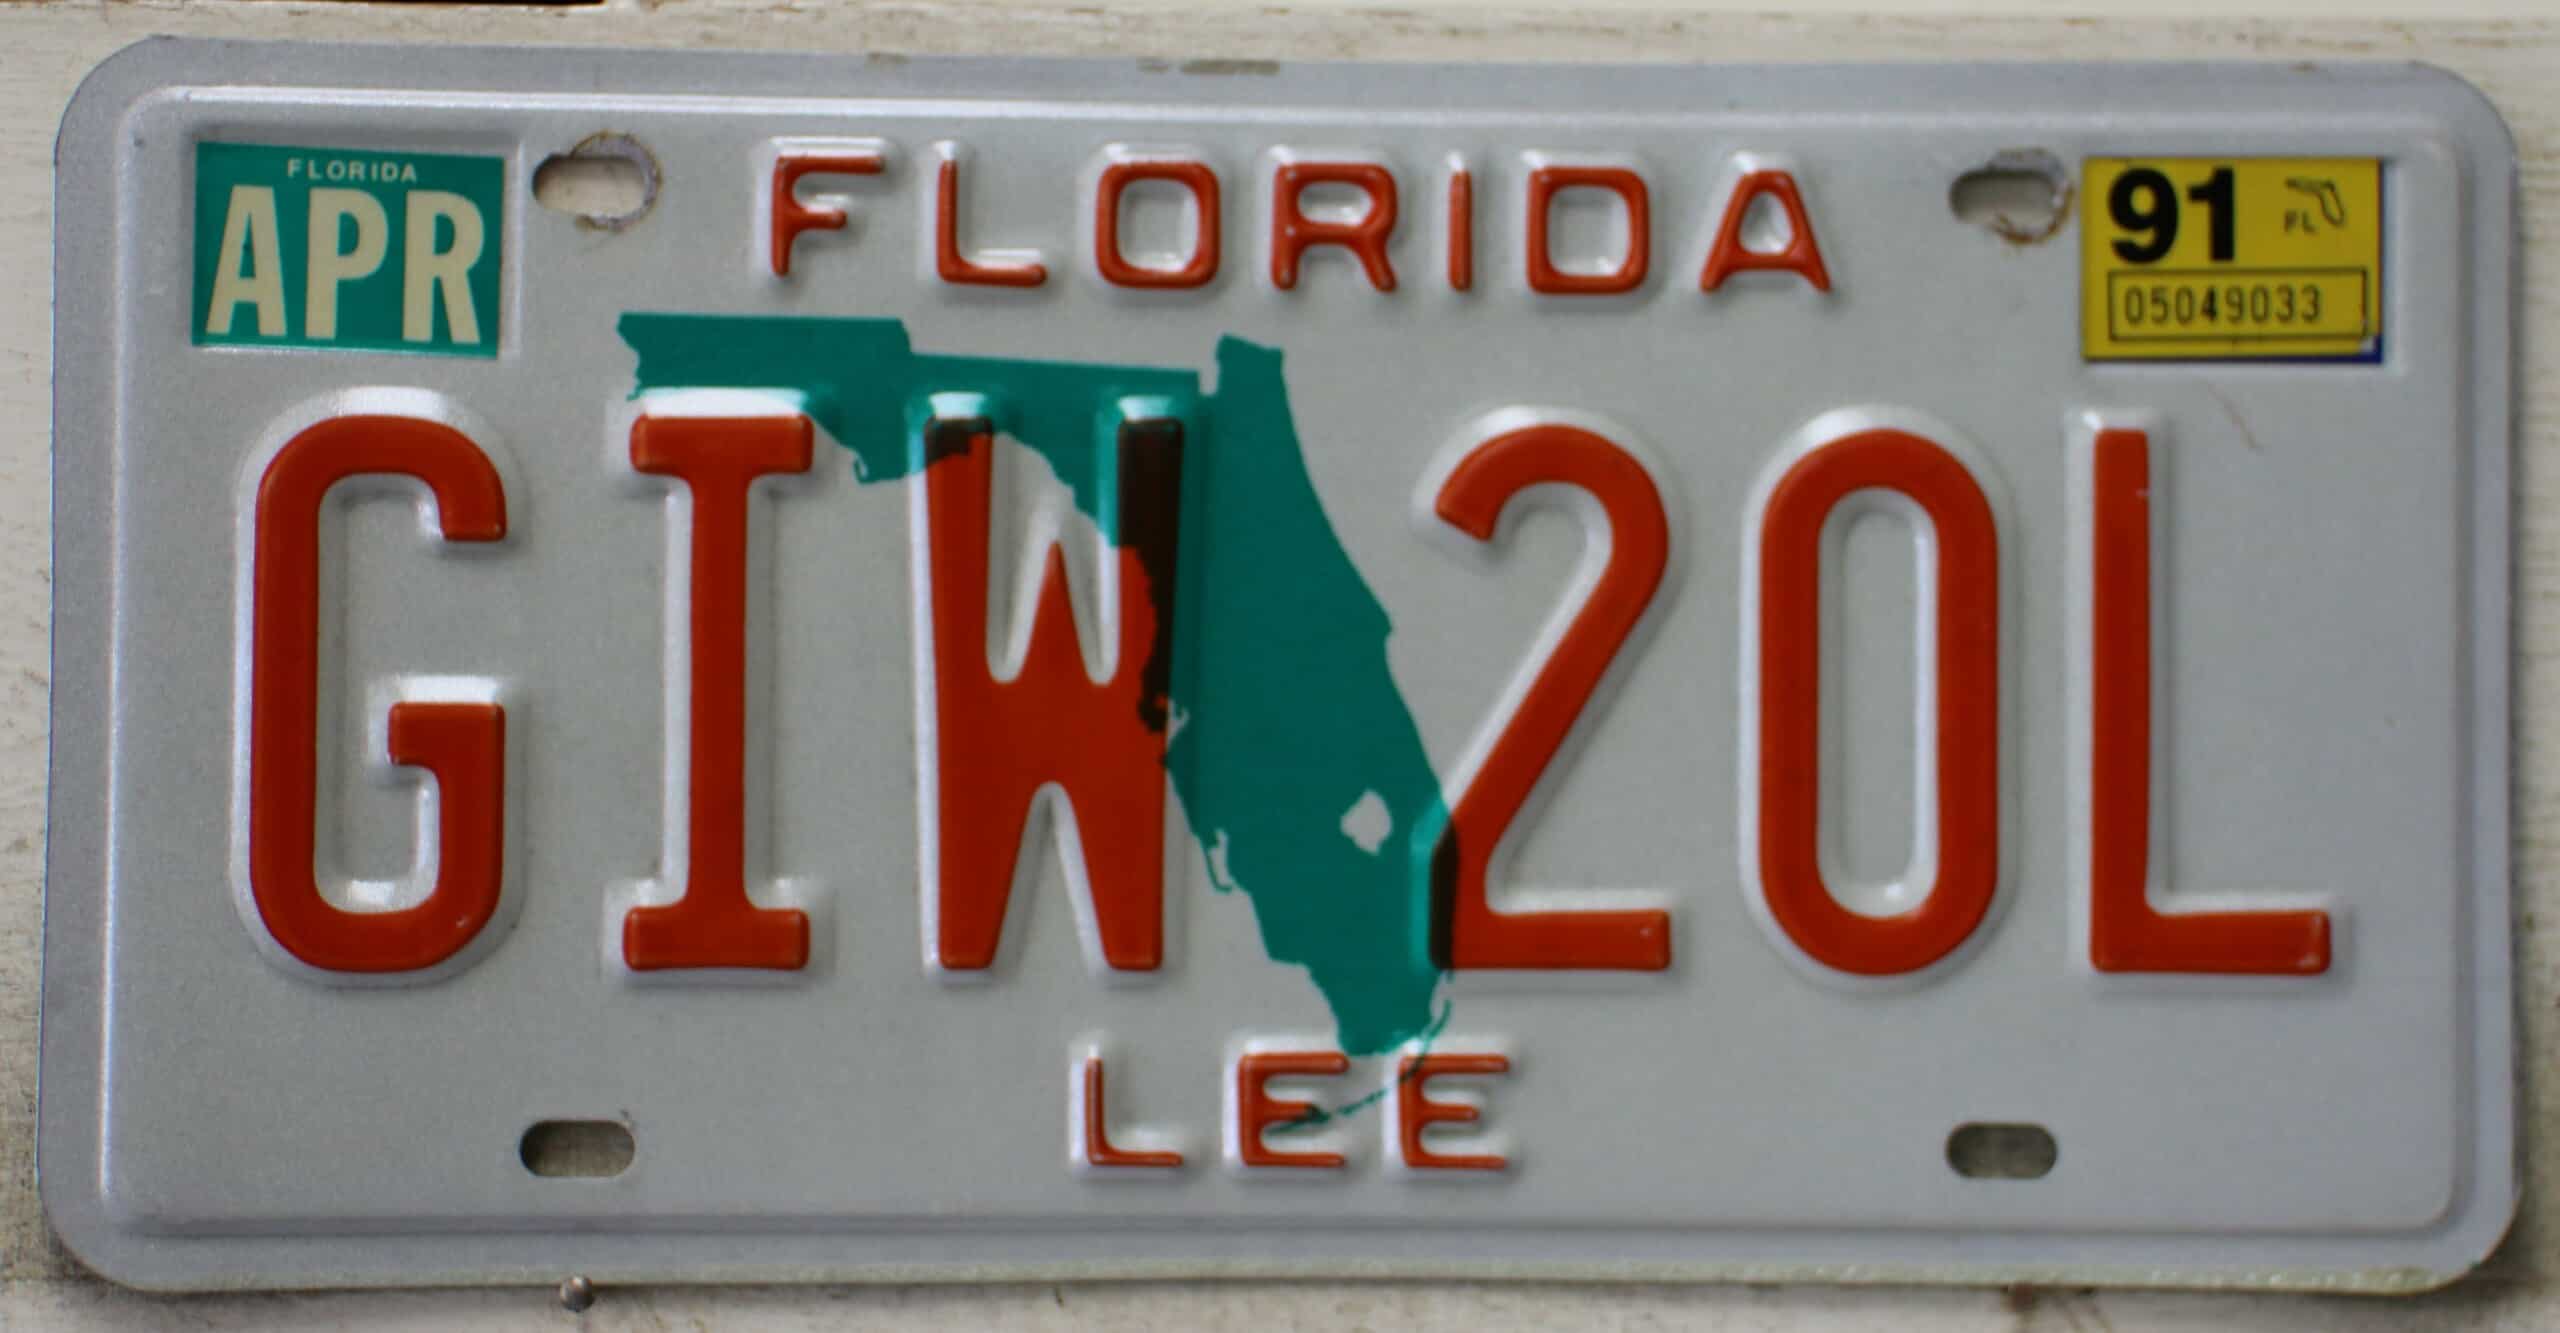 FLORIDA
APR
FLORIDA
91 FL
05049033
GIW 20L
LEE